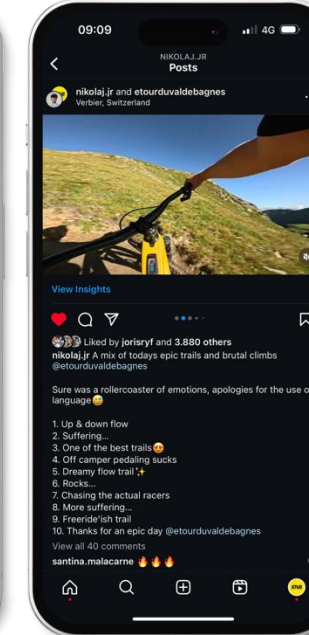 09:09
4G
NIKOLAJ.JR
Posts
nikolaj.jr and etourduvaldebagnes
Verbier, Switzerland
View Insights
Liked by jorisryf and 3.880 others
nikolaj.jr A mix of todays epic trails and brutal climbs
@etourduvaldebagnes
Sure was a rollercoaster of emotions, apologies for the use o
language😅
1. Up & down flow
2. Suffering...
3. One of the best trails😍
4. Off camper pedaling sucks
5. Dreamy flow trail✨
6. Rocks...
7. Chasing the actual racers
8. More suffering...
9. Freeride'ish trail
10. Thanks for an epic day @etourduvaldebagnes
View all 40 comments
santina.malacarne 🔥🔥🔥